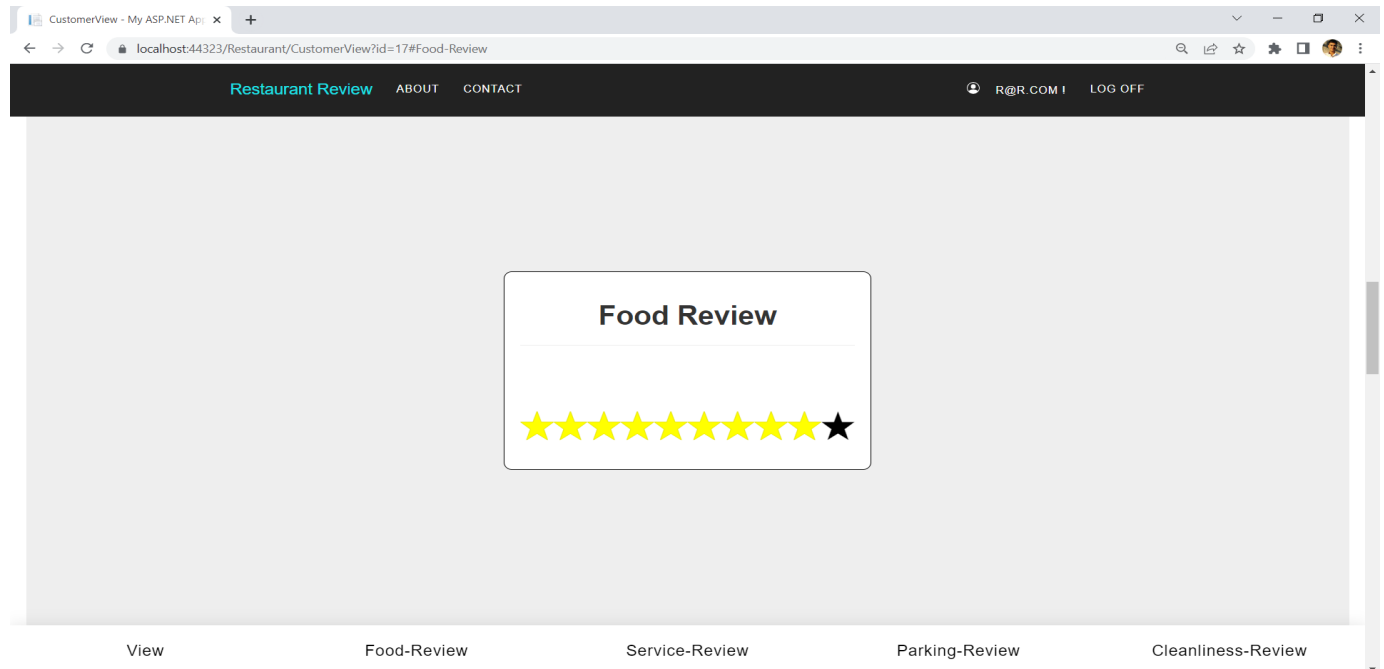 CustomerView - My ASP.NET Ap
localhost:44323/Restaurant/CustomerView?id=17#Food-Review
Restaurant Review ABOUT CONTACT R@R.COM ! LOG OFF
Food Review
View Food-Review Service-Review Parking-Review Cleanliness-Review